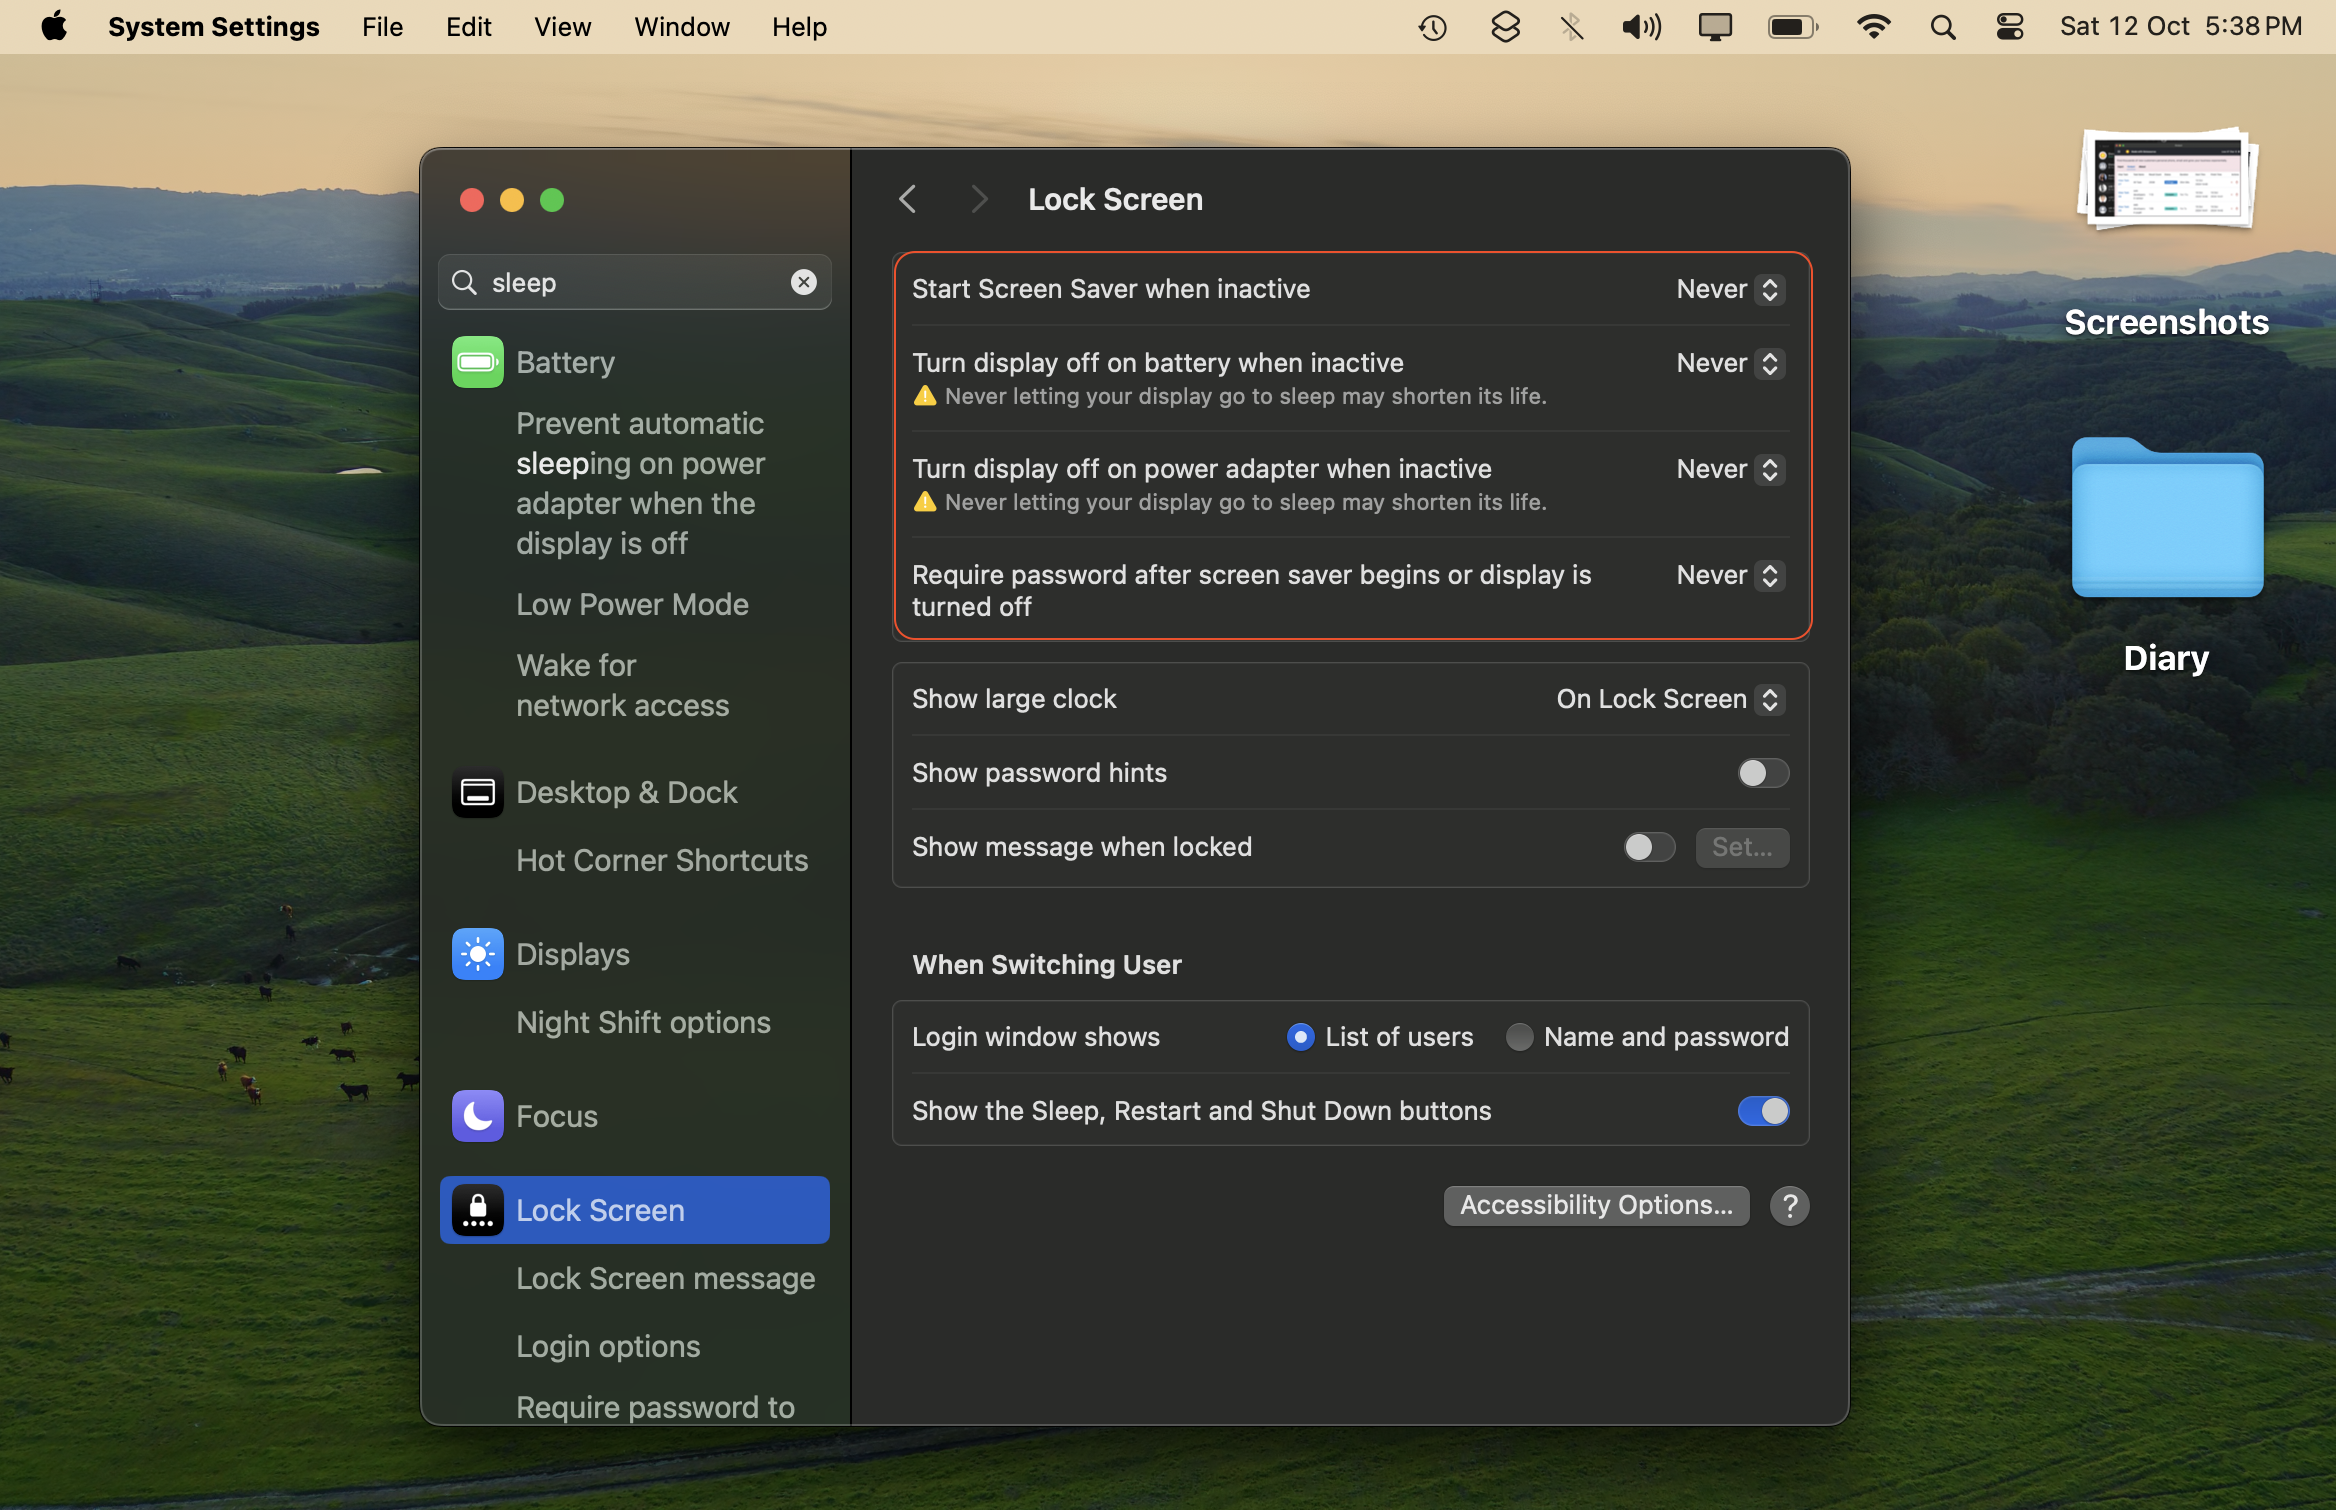 System Settings File Edit View Window Help Sat 12 Oct 5:38 PM
Screenshots
Diary
sleep
Battery
Prevent automatic
sleeping on power
adapter when the
display is off
Low Power Mode
Wake for
network access
Desktop & Dock
Hot Corner Shortcuts
Displays
Night Shift options
Focus
Lock Screen
Lock Screen message
Login options
Require password to
Lock Screen
Start Screen Saver when inactive Never
Turn display off on battery when inactive Never
Never letting your display go to sleep may shorten its life.
Turn display off on power adapter when inactive Never
Never letting your display go to sleep may shorten its life.
Require password after screen saver begins or display is Never
turned off
Show large clock On Lock Screen
Show password hints
Show message when locked Set...
When Switching User
Login window shows List of users Name and password
Show the Sleep, Restart and Shut Down buttons
Accessibility Options... ?